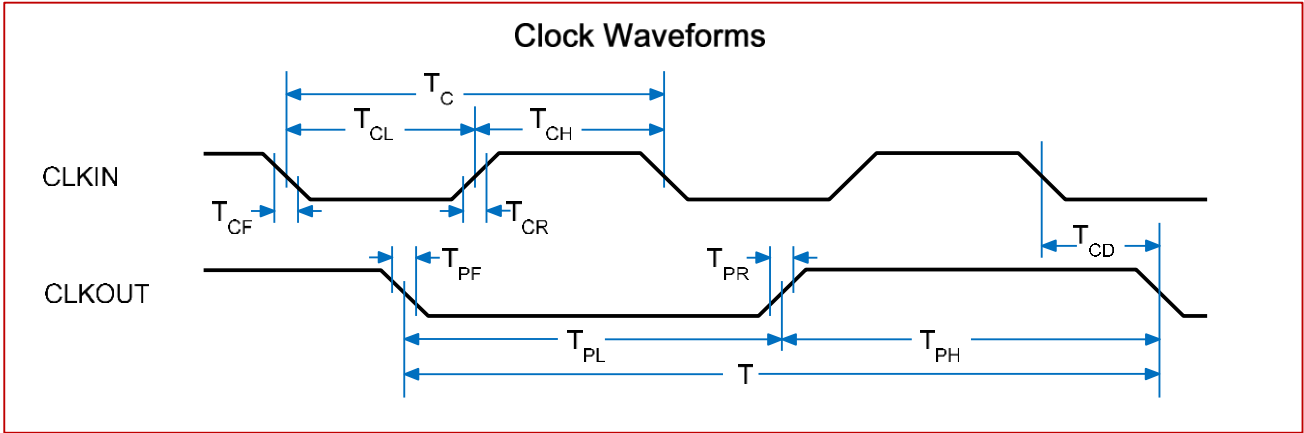 Clock Waveforms
T_C
T_CL T_CH
CLKIN
T_CF T_CR
T_CD
T_PF T_PR
CLKOUT
T_PL T_PH
T